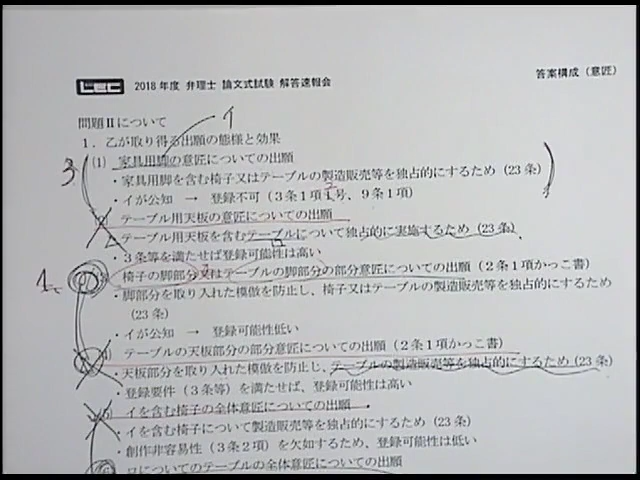 LEC 2018年度 弁理士 論文式試験 解答速報会
答案構成（意匠）
イ
問題Ⅱについて
１．乙が取り得る出願の態様と効果
3
(1) 家具用脚の意匠についての出願
・家具用脚を含む椅子又はテーブルの製造販売等を独占的にするため（23条）
・イが公知 → 登録不可（３条１項1号、９条１項）
テーブル用天板の意匠についての出願
・テーブル用天板を含むテーブルについて独占的に実施するため（23条）
・３条等を満たせば登録可能性は高い
1
椅子の脚部分又はテーブルの脚部分の部分意匠についての出願（２条１項かっこ書）
・脚部分を取り入れた模倣を防止し、椅子又はテーブルの製造販売等を独占的にするため
（23条）
・イが公知 → 登録可能性低い
テーブルの天板部分の部分意匠についての出願（２条１項かっこ書）
・天板部分を取り入れた模倣を防止し、テーブルの製造販売等を独占的にするため（23条）
・登録要件（３条等）を満たせば、登録可能性は高い
イを含む椅子の全体意匠についての出願
・イを含む椅子について製造販売等を独占的にするため（23条）
・創作非容易性（３条２項）を欠如するため、登録可能性は低い
ロについてのテーブルの全体意匠についての出願